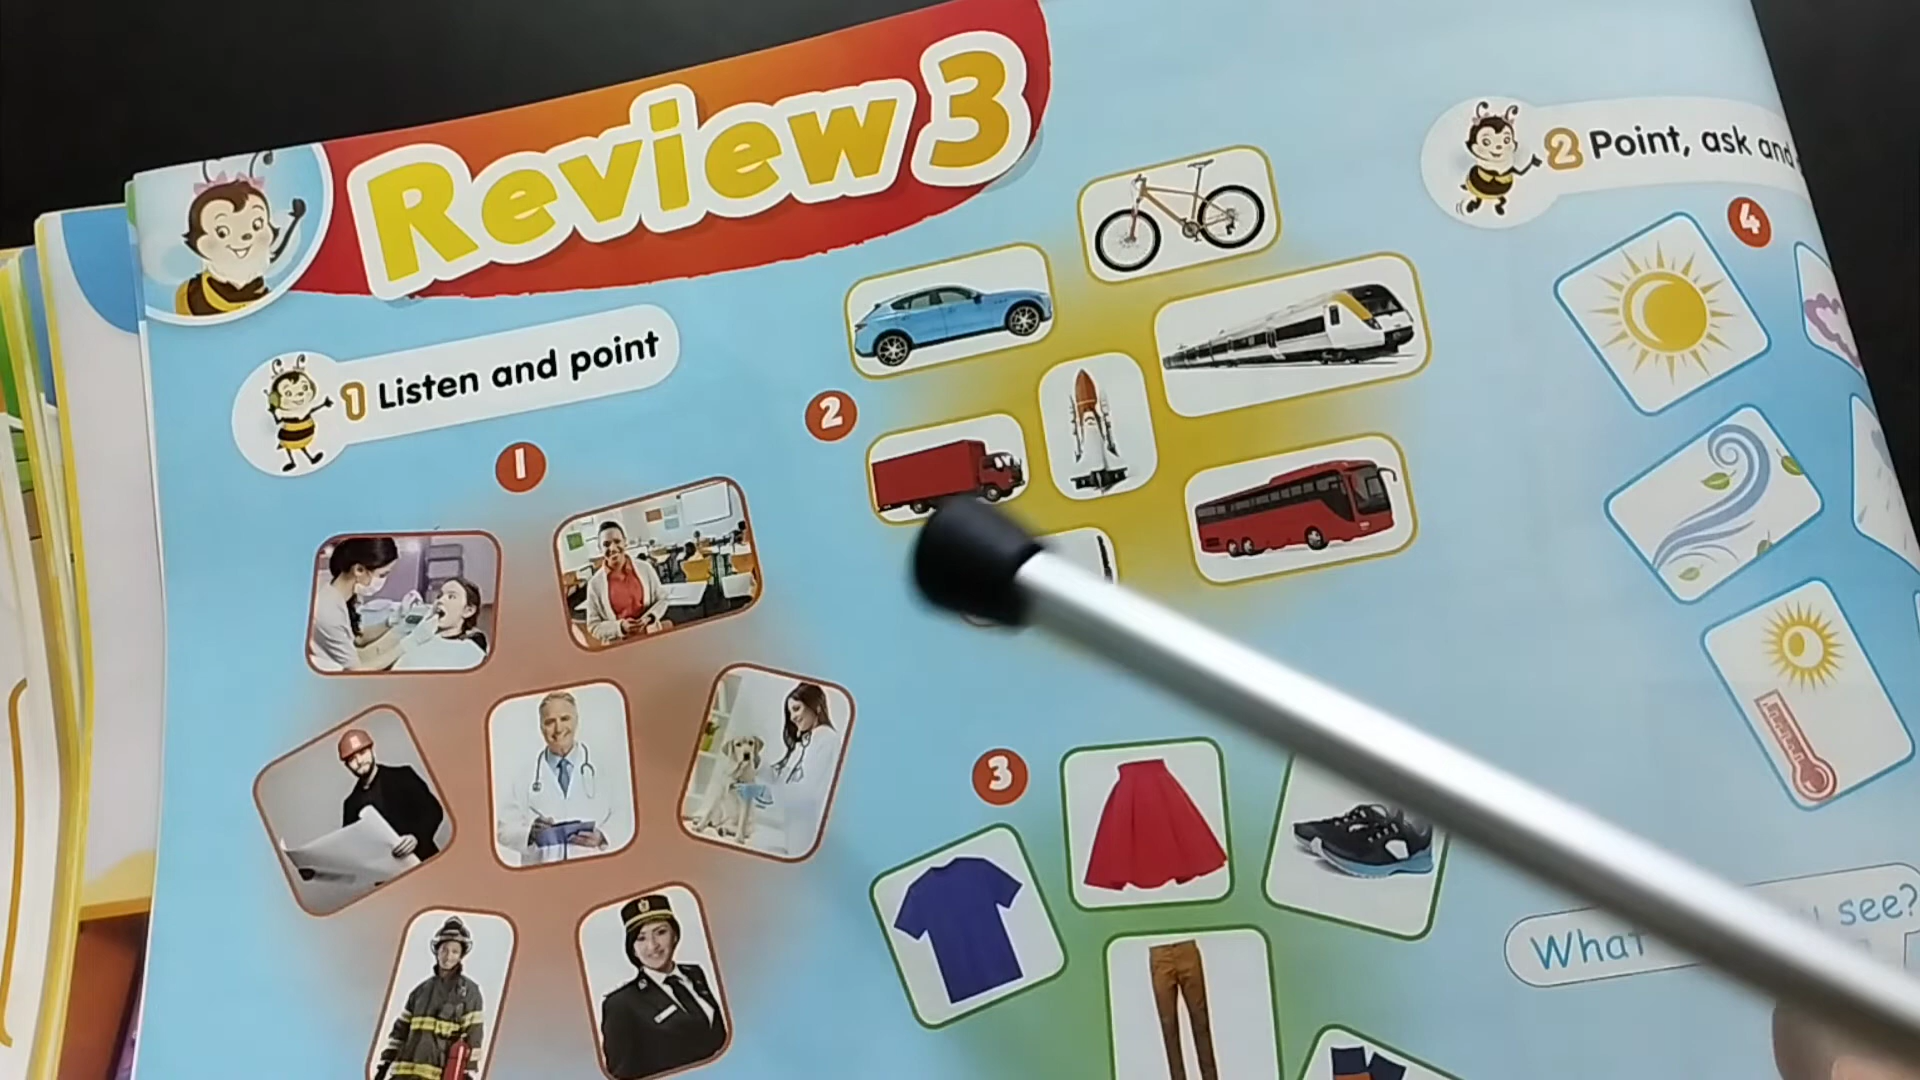 Review 3
1 Listen and point
1
2
3
2 Point, ask and
4
What see?